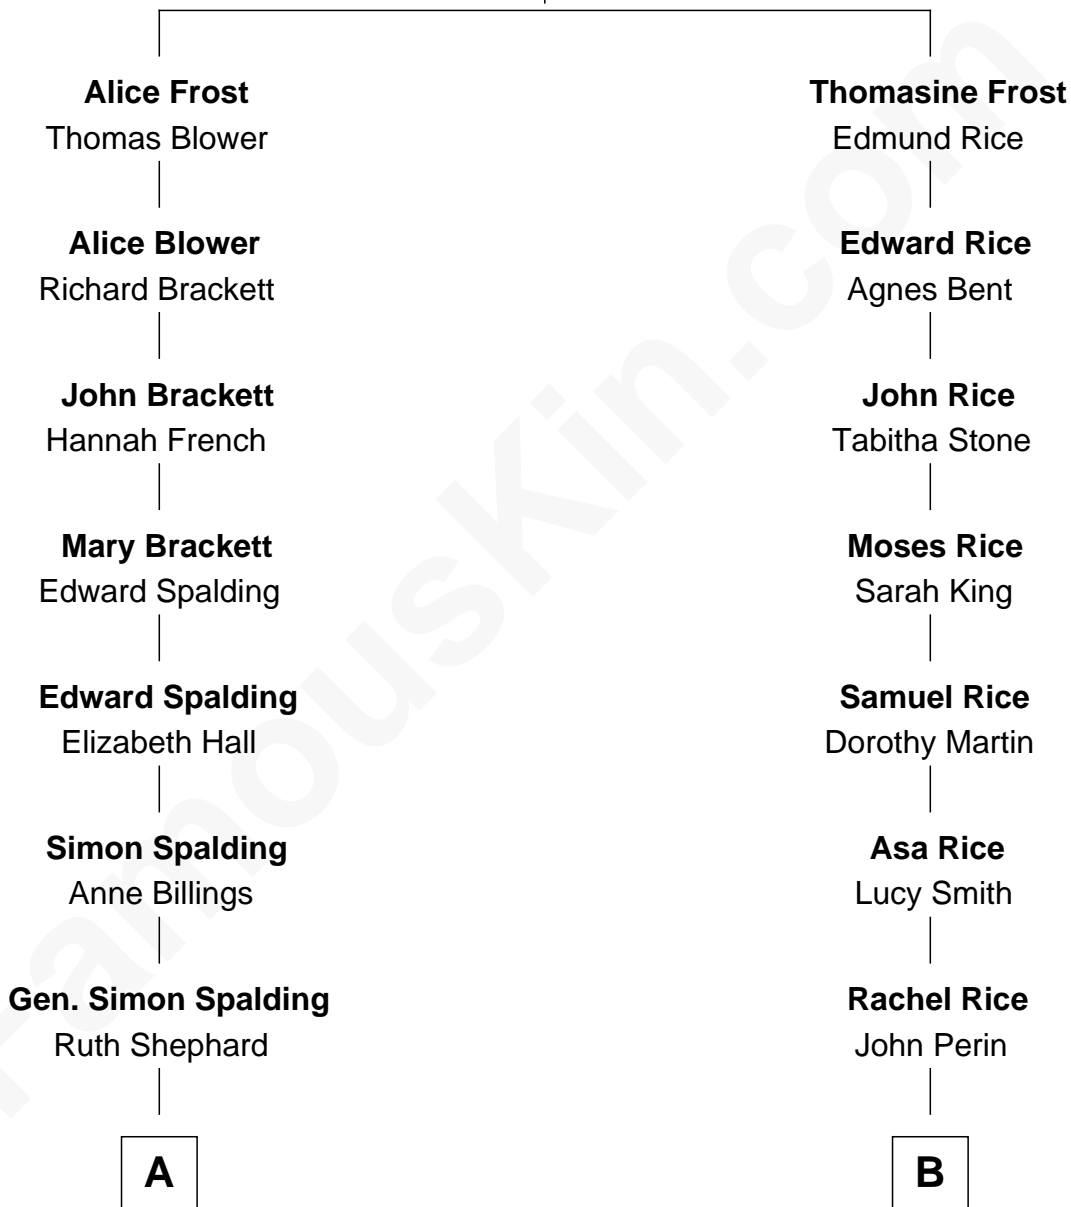 Alice Frost
Thomas Blower
Alice Blower
Richard Brackett
John Brackett
Hannah French
Mary Brackett
Edward Spalding
Edward Spalding
Elizabeth Hall
Simon Spalding
Anne Billings
Gen. Simon Spalding
Ruth Shephard
A
Thomasine Frost
Edmund Rice
Edward Rice
Agnes Bent
John Rice
Tabitha Stone
Moses Rice
Sarah King
Samuel Rice
Dorothy Martin
Asa Rice
Lucy Smith
Rachel Rice
John Perin
B
FamousKin.com